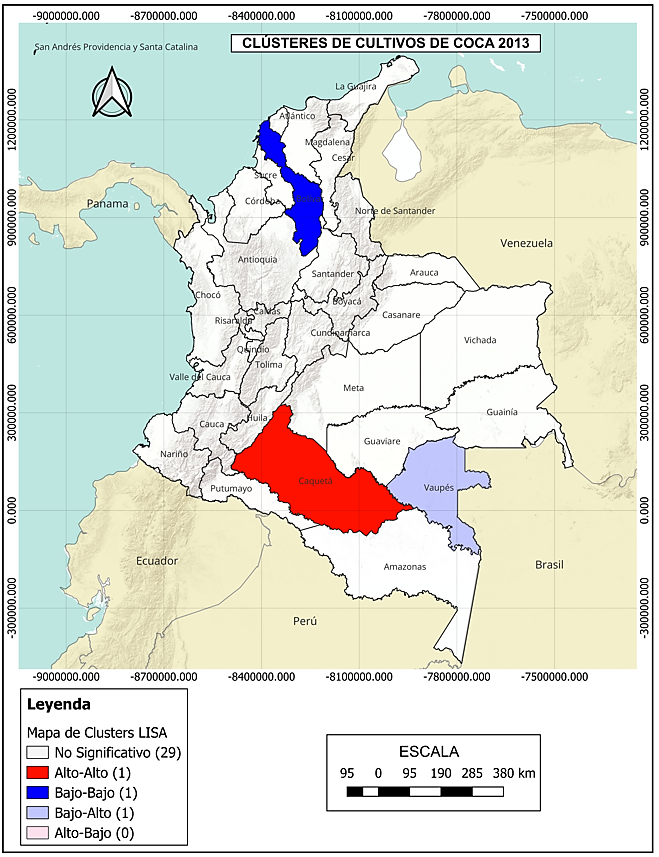 -9000000.000 -8700000.000 -8400000.000 -8100000.000 -7800000.000 -7500000.000
CLÚSTERES DE CULTIVOS DE COCA 2013
San Andrés Providencia y Santa Catalina
La Guajira
Atlántico
1200000.000 1200000.000
Magdalena
Cesar
Sucre
Córdoba
Panama
Norte de Santander
900000.000 900000.000
Venezuela
Antioquia
Santander
Arauca
Chocó
Boyacá
Caldas
Casanare
Risaralda
600000.000 600000.000
Cundinamarca
Vichada
Quindío
Tolima
Valle del Cauca
Meta
Guainía
300000.000 300000.000
Huila
Cauca
Guaviare
Nariño
Caquetá
Putumayo
Vaupés
0.000 0.000
Ecuador
Amazonas
Brasil
-300000.000 -300000.000
Perú
-9000000.000 -8700000.000 -8400000.000 -8100000.000 -7800000.000 -7500000.000
Leyenda
Mapa de Clusters LISA
No Significativo (29)
Alto-Alto (1)
Bajo-Bajo (1)
Bajo-Alto (1)
Alto-Bajo (0)
ESCALA
95 0 95 190 285 380 km